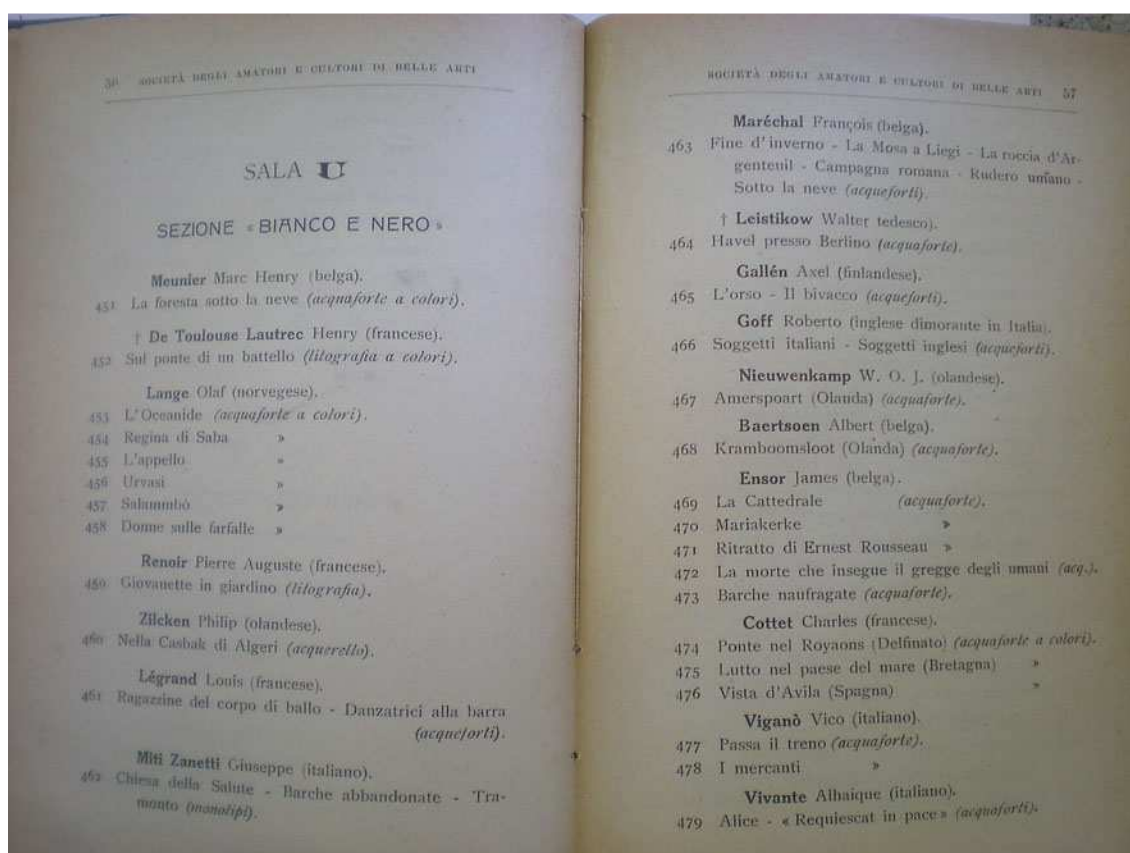 56 SOCIETÀ DEGLI AMATORI E CULTORI DI BELLE ARTI
SALA U
SEZIONE « BIANCO E NERO »
Meunier Marc Henry (belga).
451 La foresta sotto la neve (acquaforte a colori).
† De Toulouse Lautrec Henry (francese).
452 Sul ponte di un battello (litografia a colori).
Lange Olaf (norvegese).
453 L'Oceanide (acquaforte a colori).
454 Regina di Saba »
455 L'appello »
456 Urvasi »
457 Salammbò »
458 Donne sulle farfalle »
Renoir Pierre Auguste (francese).
459 Giovanette in giardino (litografia).
Zilcken Philip (olandese).
460 Nella Casbak di Algeri (acquerello).
Légrand Louis (francese).
461 Ragazzine del corpo di ballo - Danzatrici alla barra
(acqueforti).
Miti Zanetti Giuseppe (italiano).
462 Chiesa della Salute - Barche abbandonate - Tra-
monto (monotipi).
SOCIETÀ DEGLI AMATORI E CULTORI DI BELLE ARTI 57
Maréchal François (belga).
463 Fine d'inverno - La Mosa a Liegi - La roccia d'Ar-
genteuil - Campagna romana - Rudero umano -
Sotto la neve (acqueforti).
† Leistikow Walter tedesco).
464 Havel presso Berlino (acquaforte).
Gallén Axel (finlandese).
465 L'orso - Il bivacco (acqueforti).
Goff Roberto (inglese dimorante in Italia).
466 Soggetti italiani - Soggetti inglesi (acqueforti).
Nieuwenkamp W. O. J. (olandese).
467 Amerspoart (Olanda) (acquaforte).
Baertsoen Albert (belga).
468 Kramboomsloot (Olanda) (acquaforte).
Ensor James (belga).
469 La Cattedrale (acquaforte).
470 Mariakerke »
471 Ritratto di Ernest Rousseau »
472 La morte che insegue il gregge degli umani (acq.).
473 Barche naufragate (acquaforte).
Cottet Charles (francese).
474 Ponte nel Royaons (Delfinato) (acquaforte a colori).
475 Lutto nel paese del mare (Bretagna) »
476 Vista d'Avila (Spagna) »
Viganò Vico (italiano).
477 Passa il treno (acquaforte).
478 I mercanti »
Vivante Alhaique (italiano).
479 Alice - « Requiescat in pace » (acquaforti).